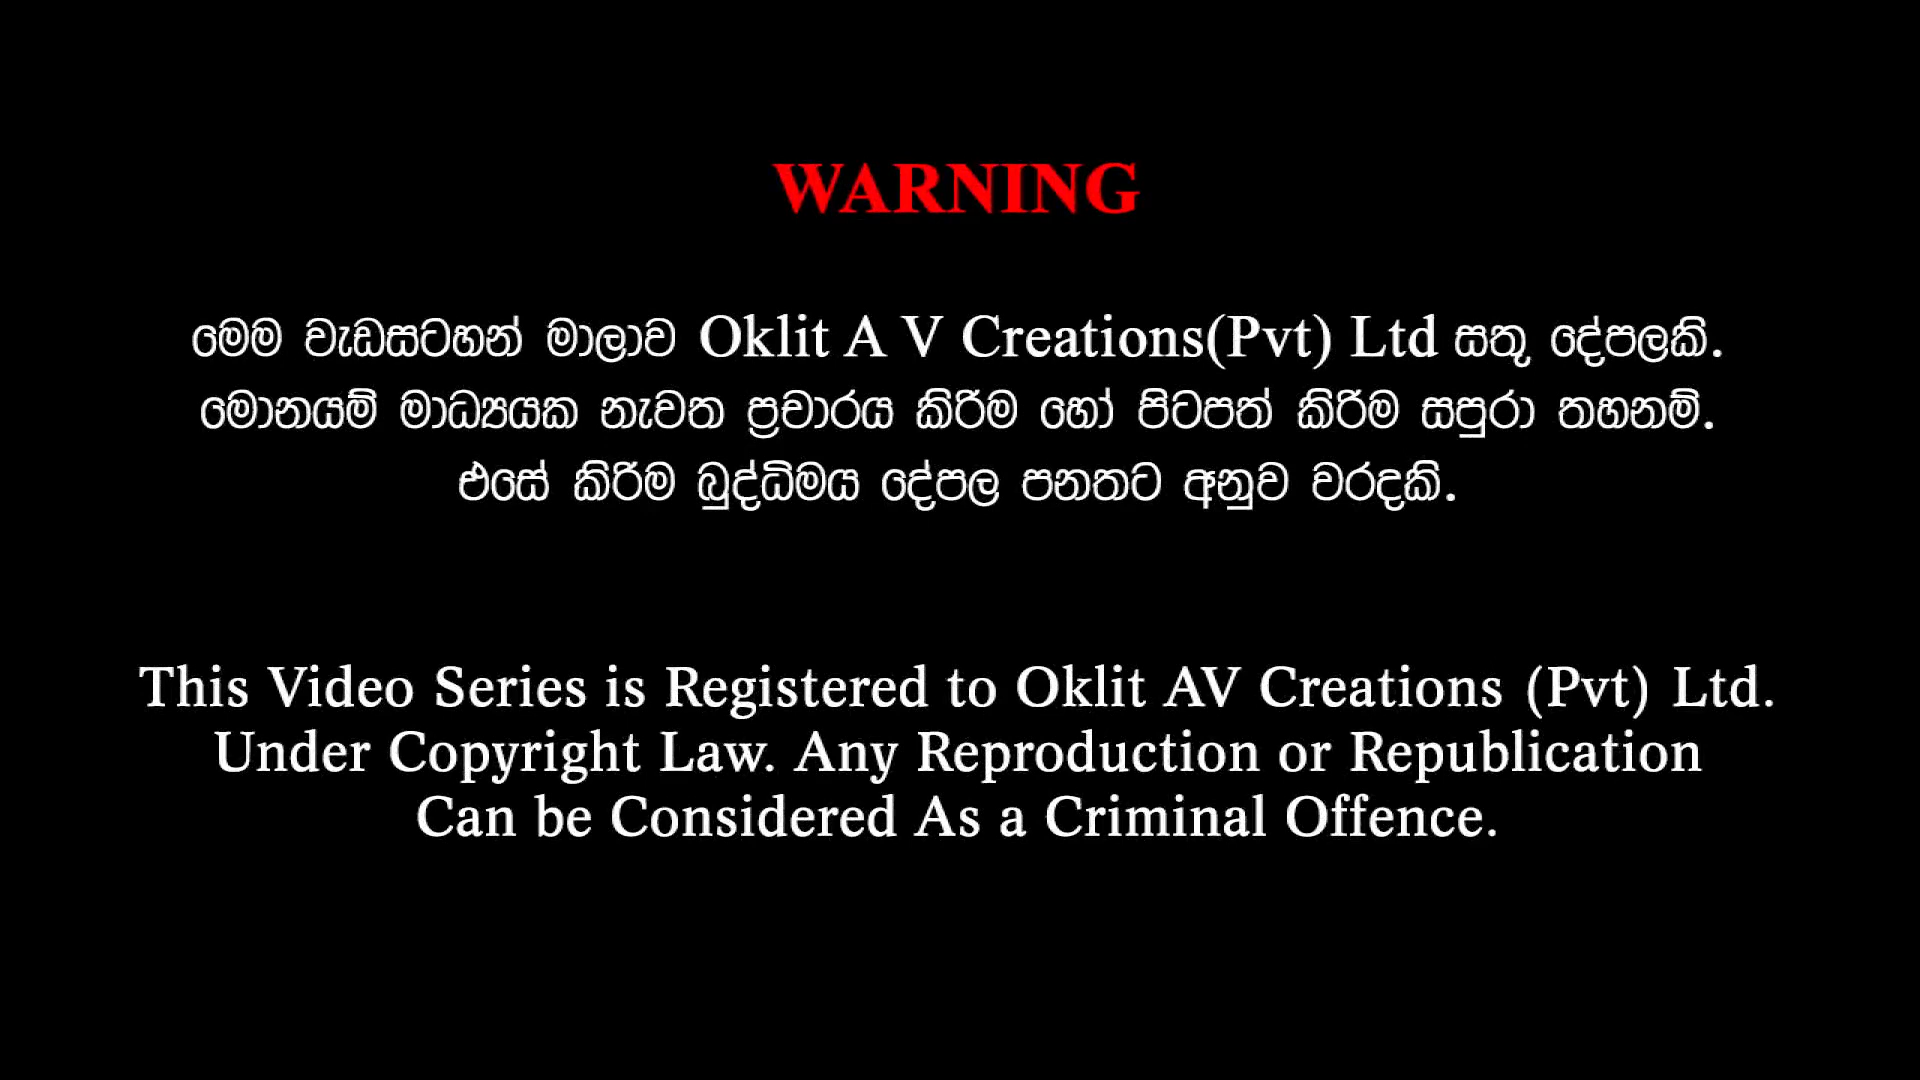 WARNING
මෙම වැඩසටහන් මාලාව Oklit A V Creations(Pvt) Ltd සතු දේපලකි.
මොනයම් මාධ්‍යයක නැවත ප්‍රචාරය කිරිම හෝ පිටපත් කිරිම සපුරා තහනම්.
එසේ කිරිම බුද්ධිමය දේපල පනතට අනුව වරදකි.
This Video Series is Registered to Oklit AV Creations (Pvt) Ltd.
Under Copyright Law. Any Reproduction or Republication
Can be Considered As a Criminal Offence.